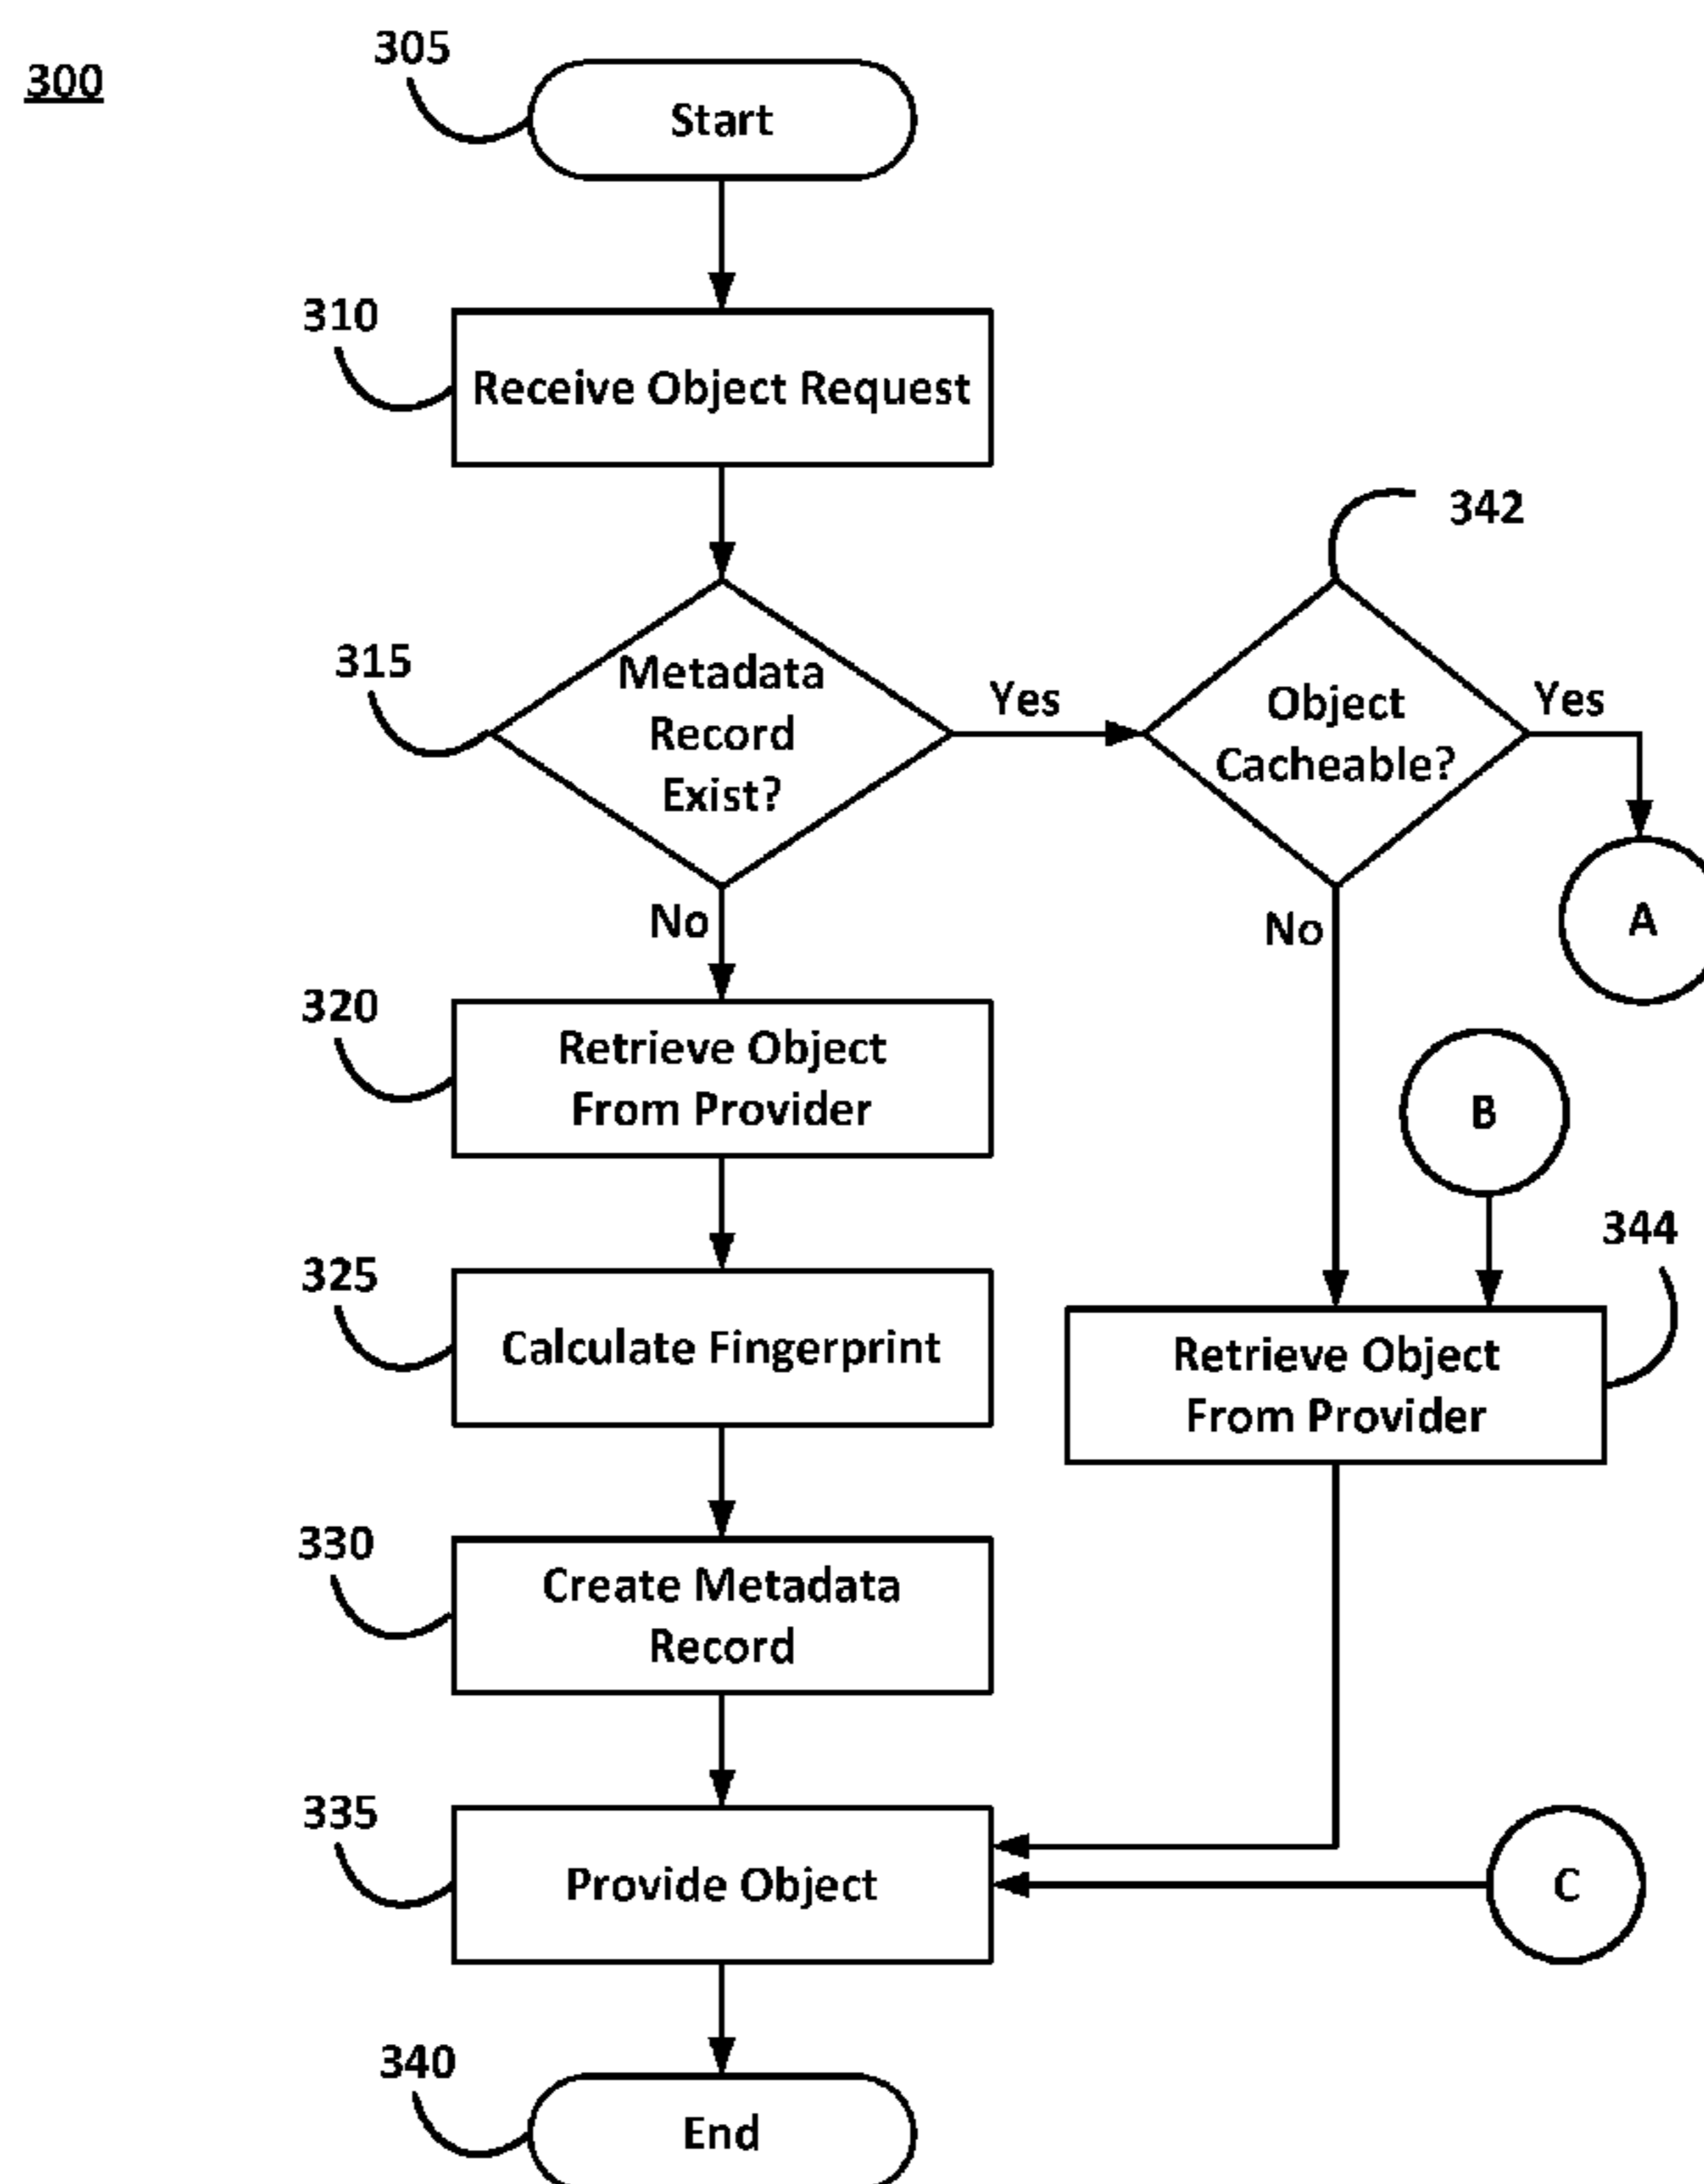 300
305
Start
310
Receive Object Request
342
315
Metadata
Record
Exist?
Yes
Object
Cacheable?
Yes
A
No
No
320
Retrieve Object
From Provider
B
344
325
Calculate Fingerprint
Retrieve Object
From Provider
330
Create Metadata
Record
335
Provide Object
C
340
End